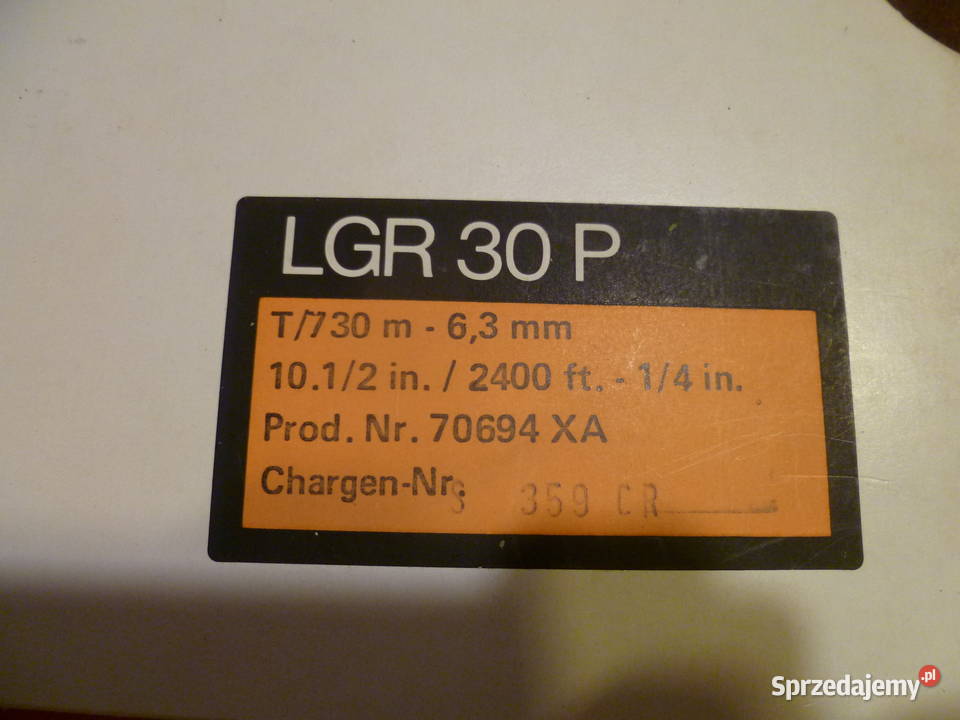 LGR 30 P
T/730 m - 6,3 mm
10.1/2 in. / 2400 ft. - 1/4 in.
Prod. Nr. 70694 XA
Chargen-Nr. S 359 CR
Sprzedajemy.pl